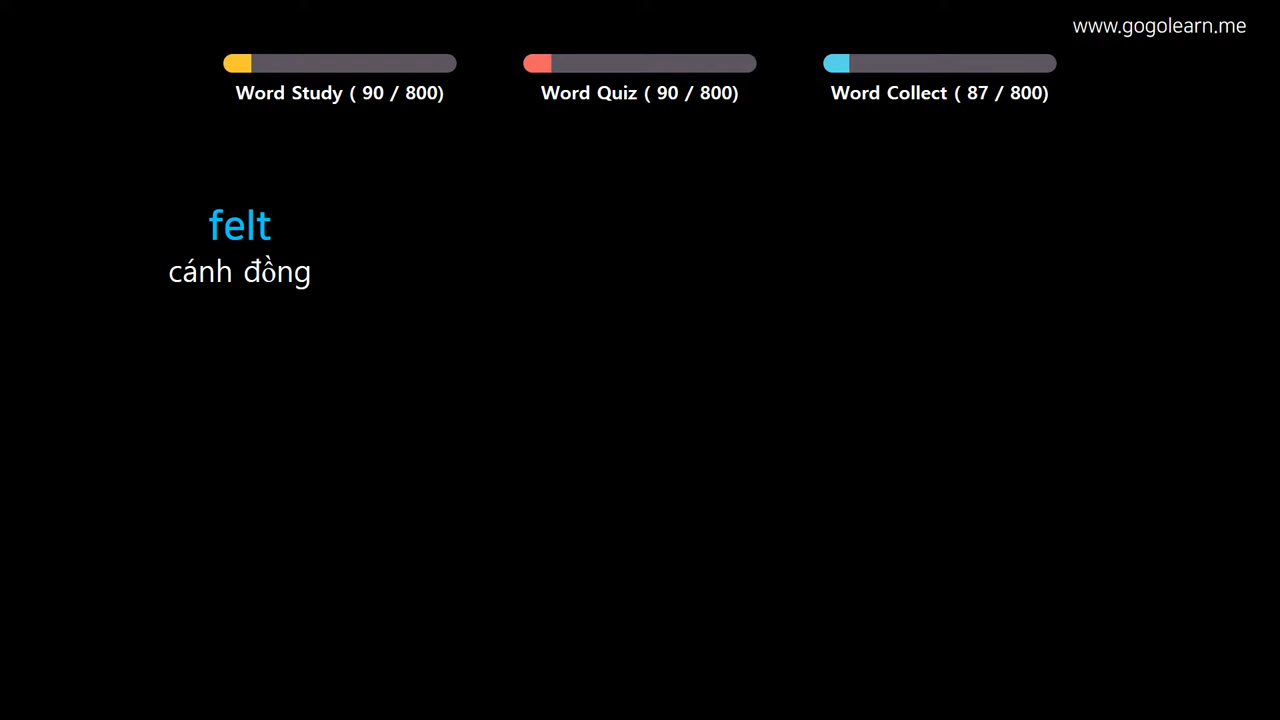 www.gogolearn.me
Word Study ( 90 / 800)
Word Quiz ( 90 / 800)
Word Collect ( 87 / 800)
felt
cánh đồng